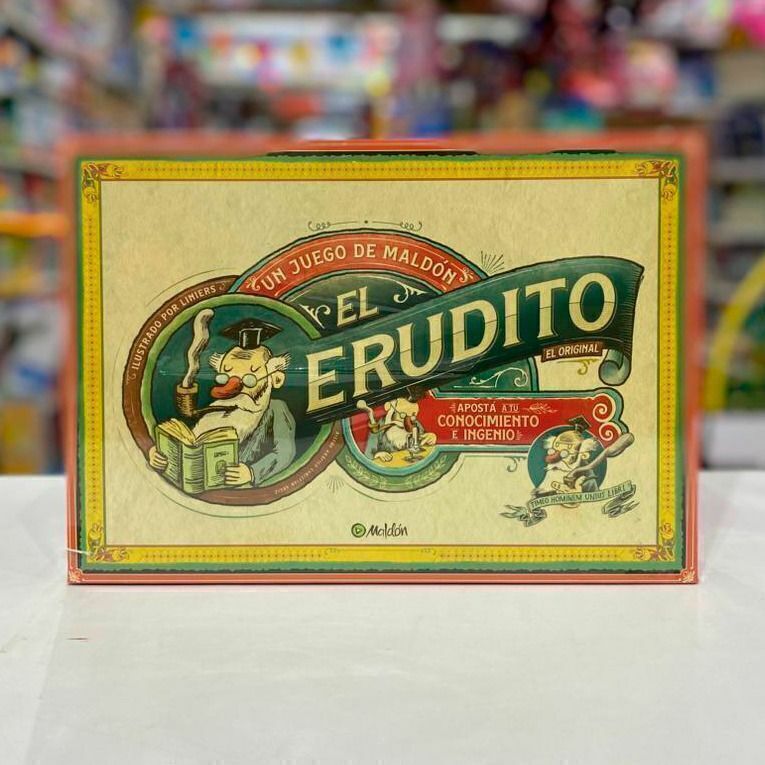 UN JUEGO DE MALDÓN
ILUSTRADO POR LINIERS
EL
ERUDITO
EL ORIGINAL
APOSTÁ A TU
CONOCIMIENTO
E INGENIO
TIMEO HOMINEM UNIUS LIBRI
Maldón